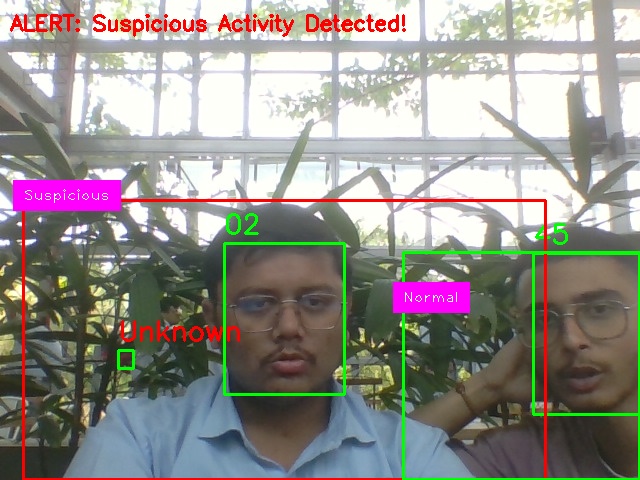 ALERT: Suspicious Activity Detected!
Suspicious
02
45
Normal
Unknown